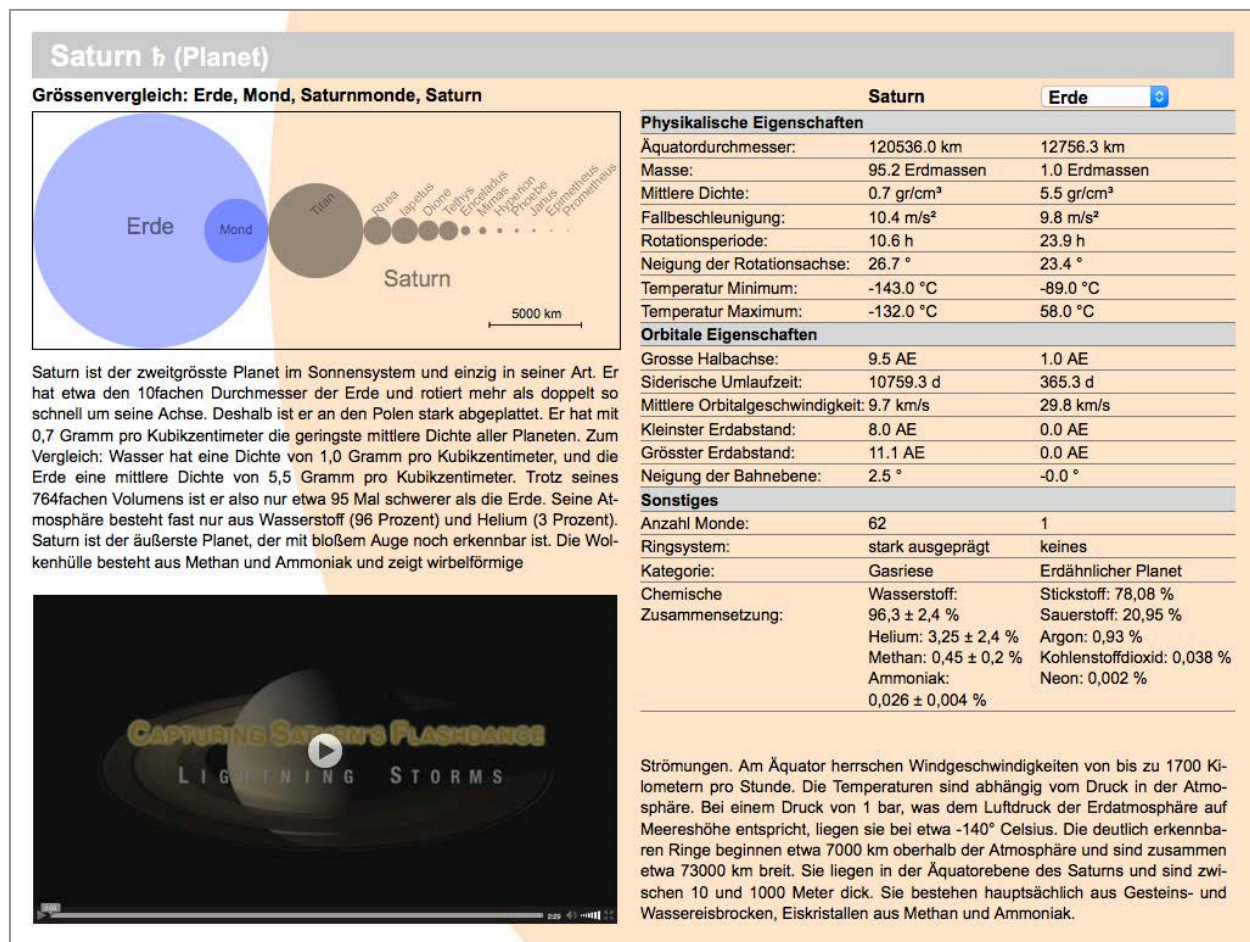 Saturn ♄ (Planet)
Grössenvergleich: Erde, Mond, Saturnmonde, Saturn
Erde
Mond
Titan
Rhea
Iapetus
Dione
Tethys
Enceladus
Mimas
Hyperion
Phoebe
Janus
Epimetheus
Prometheus
Saturn
5000 km
Saturn ist der zweitgrösste Planet im Sonnensystem und einzig in seiner Art. Er
hat etwa den 10fachen Durchmesser der Erde und rotiert mehr als doppelt so
schnell um seine Achse. Deshalb ist er an den Polen stark abgeplattet. Er hat mit
0,7 Gramm pro Kubikzentimeter die geringste mittlere Dichte aller Planeten. Zum
Vergleich: Wasser hat eine Dichte von 1,0 Gramm pro Kubikzentimeter, und die
Erde eine mittlere Dichte von 5,5 Gramm pro Kubikzentimeter. Trotz seines
764fachen Volumens ist er also nur etwa 95 Mal schwerer als die Erde. Seine At-
mosphäre besteht fast nur aus Wasserstoff (96 Prozent) und Helium (3 Prozent).
Saturn ist der äußerste Planet, der mit bloßem Auge noch erkennbar ist. Die Wol-
kenhülle besteht aus Methan und Ammoniak und zeigt wirbelförmige
CAPTURING SATURN'S FLASHDANCE
LIGHTNING STORMS
2:29
Saturn Erde
Physikalische Eigenschaften
Äquatordurchmesser: 120536.0 km 12756.3 km
Masse: 95.2 Erdmassen 1.0 Erdmassen
Mittlere Dichte: 0.7 gr/cm³ 5.5 gr/cm³
Fallbeschleunigung: 10.4 m/s² 9.8 m/s²
Rotationsperiode: 10.6 h 23.9 h
Neigung der Rotationsachse: 26.7 ° 23.4 °
Temperatur Minimum: -143.0 °C -89.0 °C
Temperatur Maximum: -132.0 °C 58.0 °C
Orbitale Eigenschaften
Grosse Halbachse: 9.5 AE 1.0 AE
Siderische Umlaufzeit: 10759.3 d 365.3 d
Mittlere Orbitalgeschwindigkeit: 9.7 km/s 29.8 km/s
Kleinster Erdabstand: 8.0 AE 0.0 AE
Grösster Erdabstand: 11.1 AE 0.0 AE
Neigung der Bahnebene: 2.5 ° -0.0 °
Sonstiges
Anzahl Monde: 62 1
Ringsystem: stark ausgeprägt keines
Kategorie: Gasriese Erdähnlicher Planet
Chemische Wasserstoff: Stickstoff: 78,08 %
Zusammensetzung: 96,3 ± 2,4 % Sauerstoff: 20,95 %
Helium: 3,25 ± 2,4 % Argon: 0,93 %
Methan: 0,45 ± 0,2 % Kohlenstoffdioxid: 0,038 %
Ammoniak: Neon: 0,002 %
0,026 ± 0,004 %
Strömungen. Am Äquator herrschen Windgeschwindigkeiten von bis zu 1700 Ki-
lometern pro Stunde. Die Temperaturen sind abhängig vom Druck in der Atmo-
sphäre. Bei einem Druck von 1 bar, was dem Luftdruck der Erdatmosphäre auf
Meereshöhe entspricht, liegen sie bei etwa -140° Celsius. Die deutlich erkennba-
ren Ringe beginnen etwa 7000 km oberhalb der Atmosphäre und sind zusammen
etwa 73000 km breit. Sie liegen in der Äquatorebene des Saturns und sind zwi-
schen 10 und 1000 Meter dick. Sie bestehen hauptsächlich aus Gesteins- und
Wassereisbrocken, Eiskristallen aus Methan und Ammoniak.